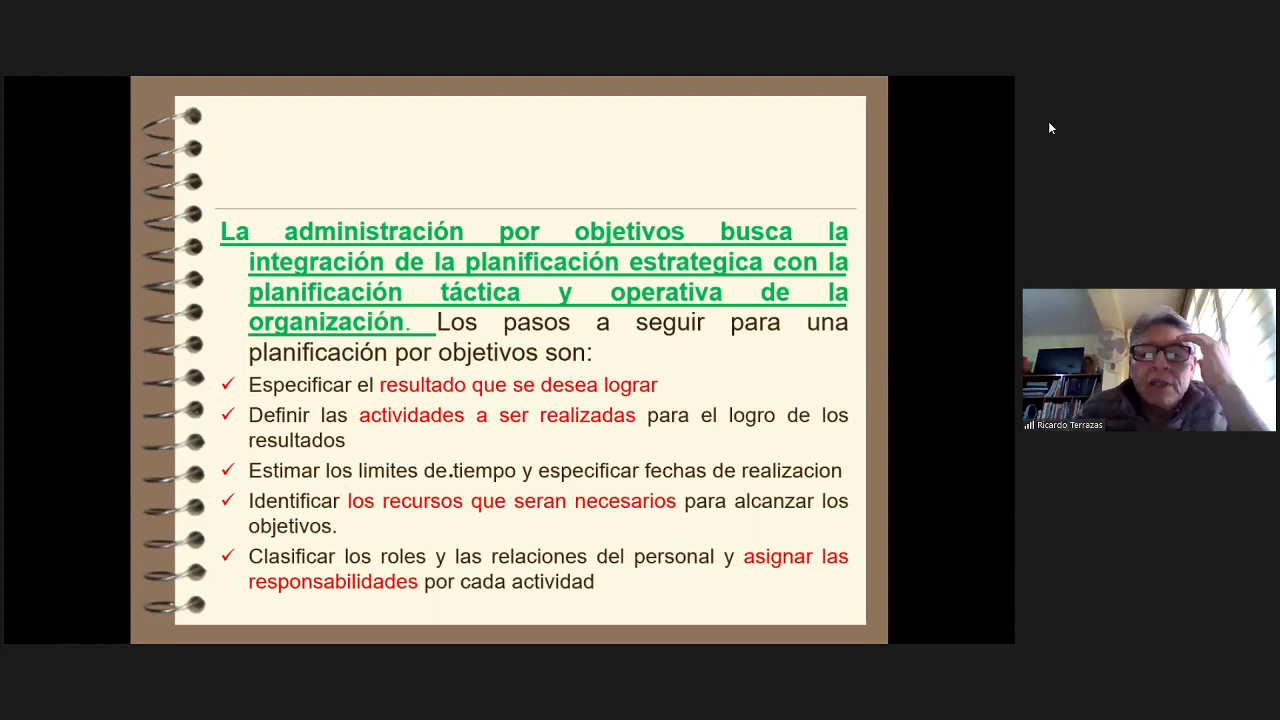 La administración por objetivos busca la
integración de la planificación estrategica con la
planificación táctica y operativa de la
organización. Los pasos a seguir para una
planificación por objetivos son:
✓ Especificar el resultado que se desea lograr
✓ Definir las actividades a ser realizadas para el logro de los
resultados
✓ Estimar los limites de.tiempo y especificar fechas de realizacion
✓ Identificar los recursos que seran necesarios para alcanzar los
objetivos.
✓ Clasificar los roles y las relaciones del personal y asignar las
responsabilidades por cada actividad
Ricardo Terrazas